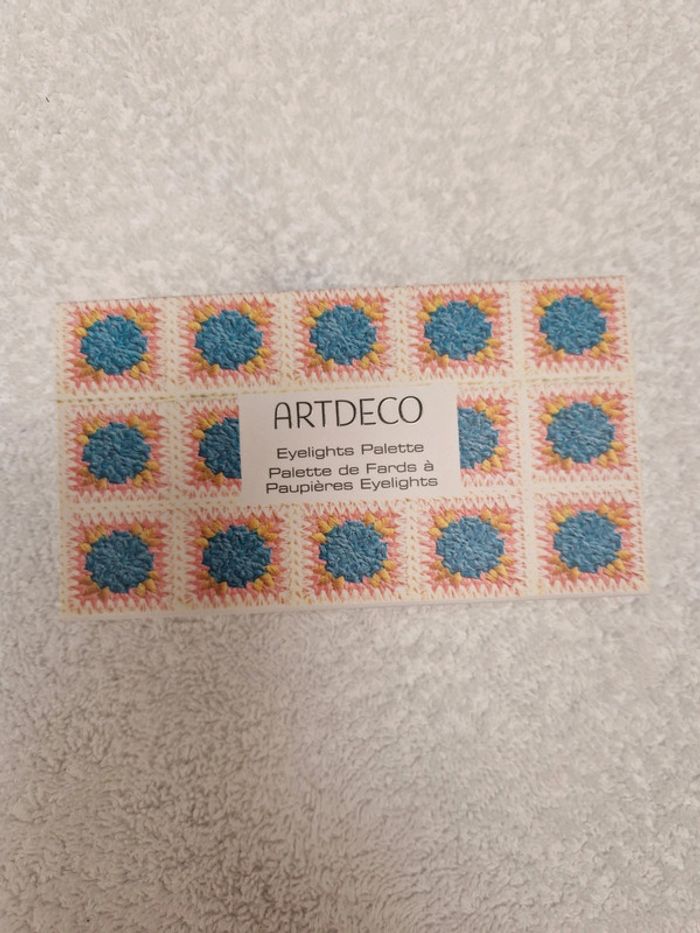 ARTDECO
Eyelights Palette
Palette de Fards à
Paupières Eyelights